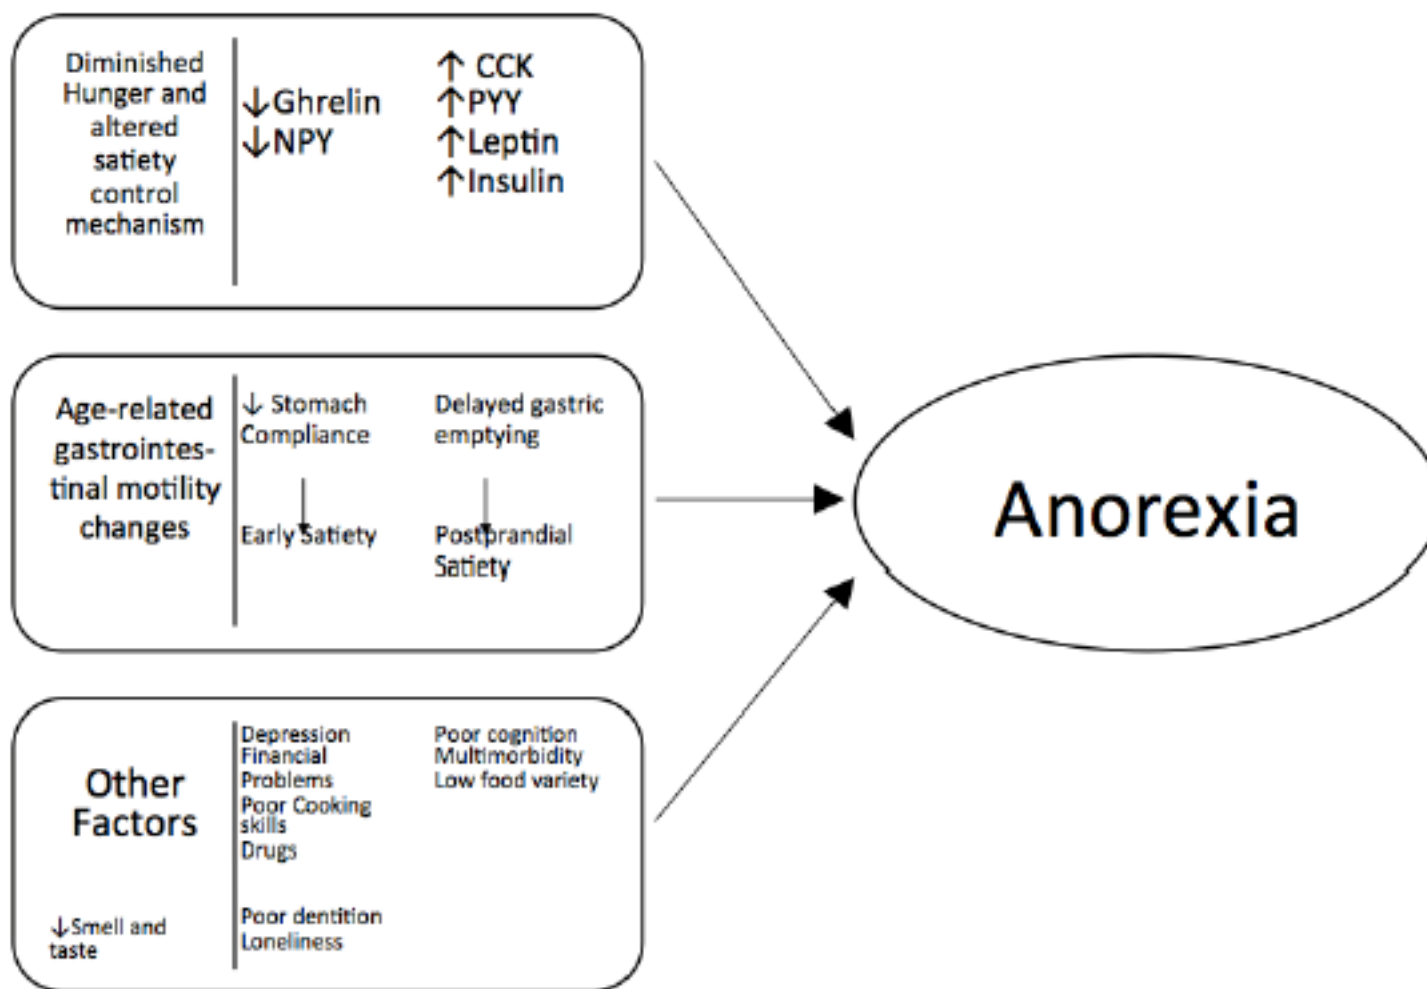 Diminished
Hunger and
altered
satiety
control
mechanism
↓Ghrelin
↓NPY
↑ CCK
↑PYY
↑Leptin
↑Insulin
Age-related
gastrointes-
tinal motility
changes
↓ Stomach
Compliance
Early Satiety
Delayed gastric
emptying
Postprandial
Satiety
Other
Factors
↓Smell and
taste
Depression
Financial
Problems
Poor Cooking
skills
Drugs
Poor dentition
Loneliness
Poor cognition
Multimorbidity
Low food variety
Anorexia